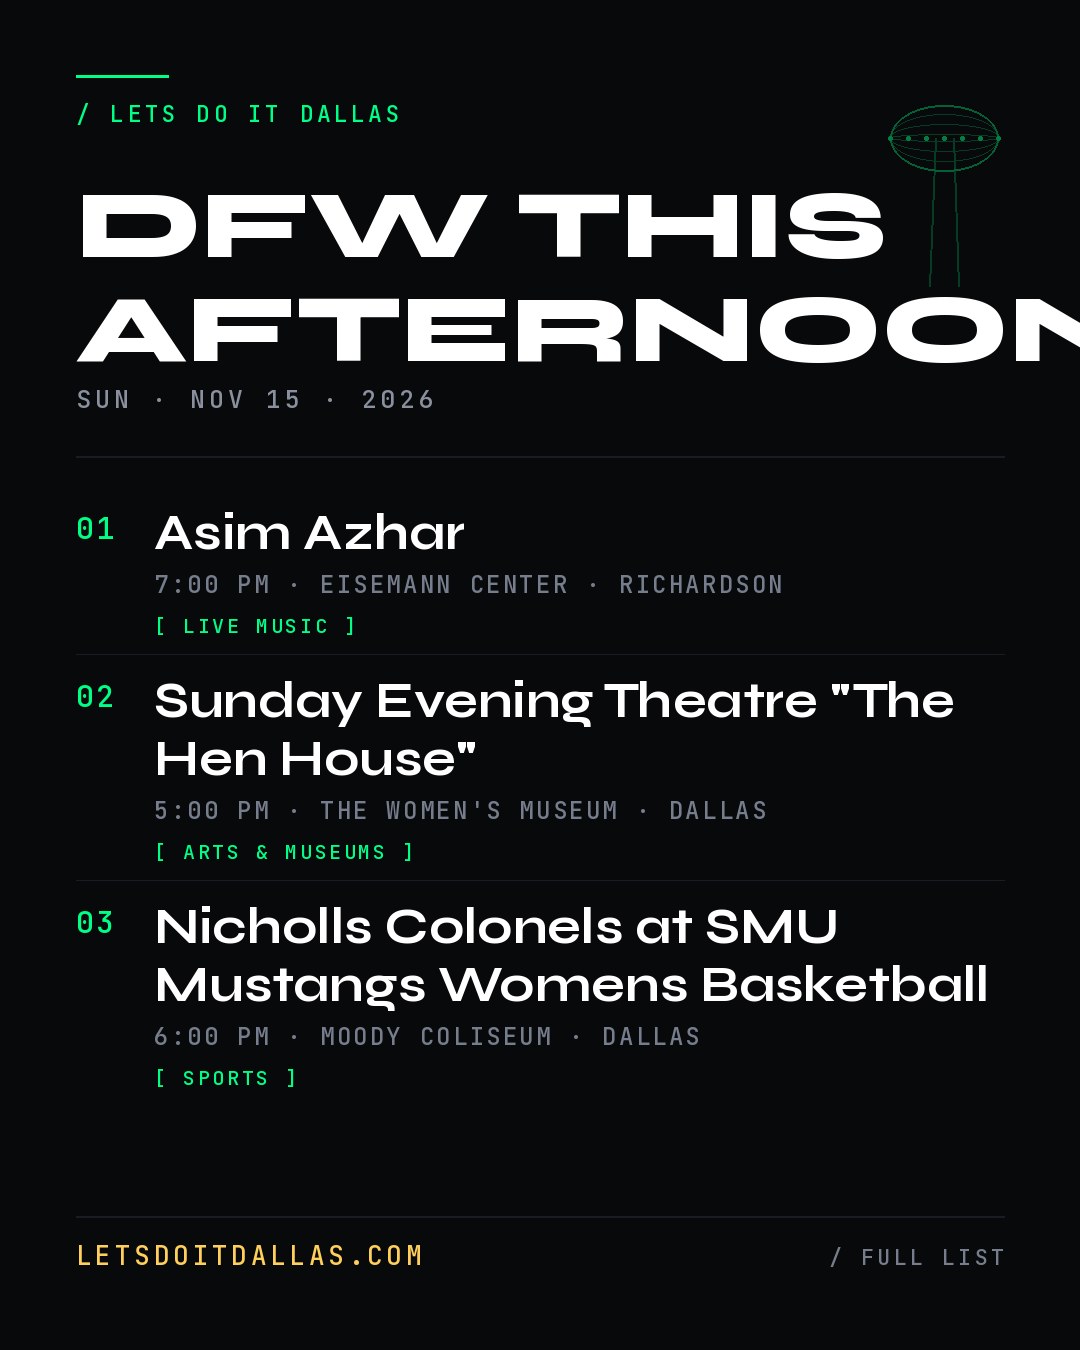 / LETS DO IT DALLAS
DFW THIS
AFTERNOON
SUN · NOV 15 · 2026
01
Asim Azhar
7:00 PM · EISEMANN CENTER · RICHARDSON
[ LIVE MUSIC ]
02
Sunday Evening Theatre "The
Hen House"
5:00 PM · THE WOMEN'S MUSEUM · DALLAS
[ ARTS & MUSEUMS ]
03
Nicholls Colonels at SMU
Mustangs Womens Basketball
6:00 PM · MOODY COLISEUM · DALLAS
[ SPORTS ]
LETSDOITDALLAS.COM
/ FULL LIST